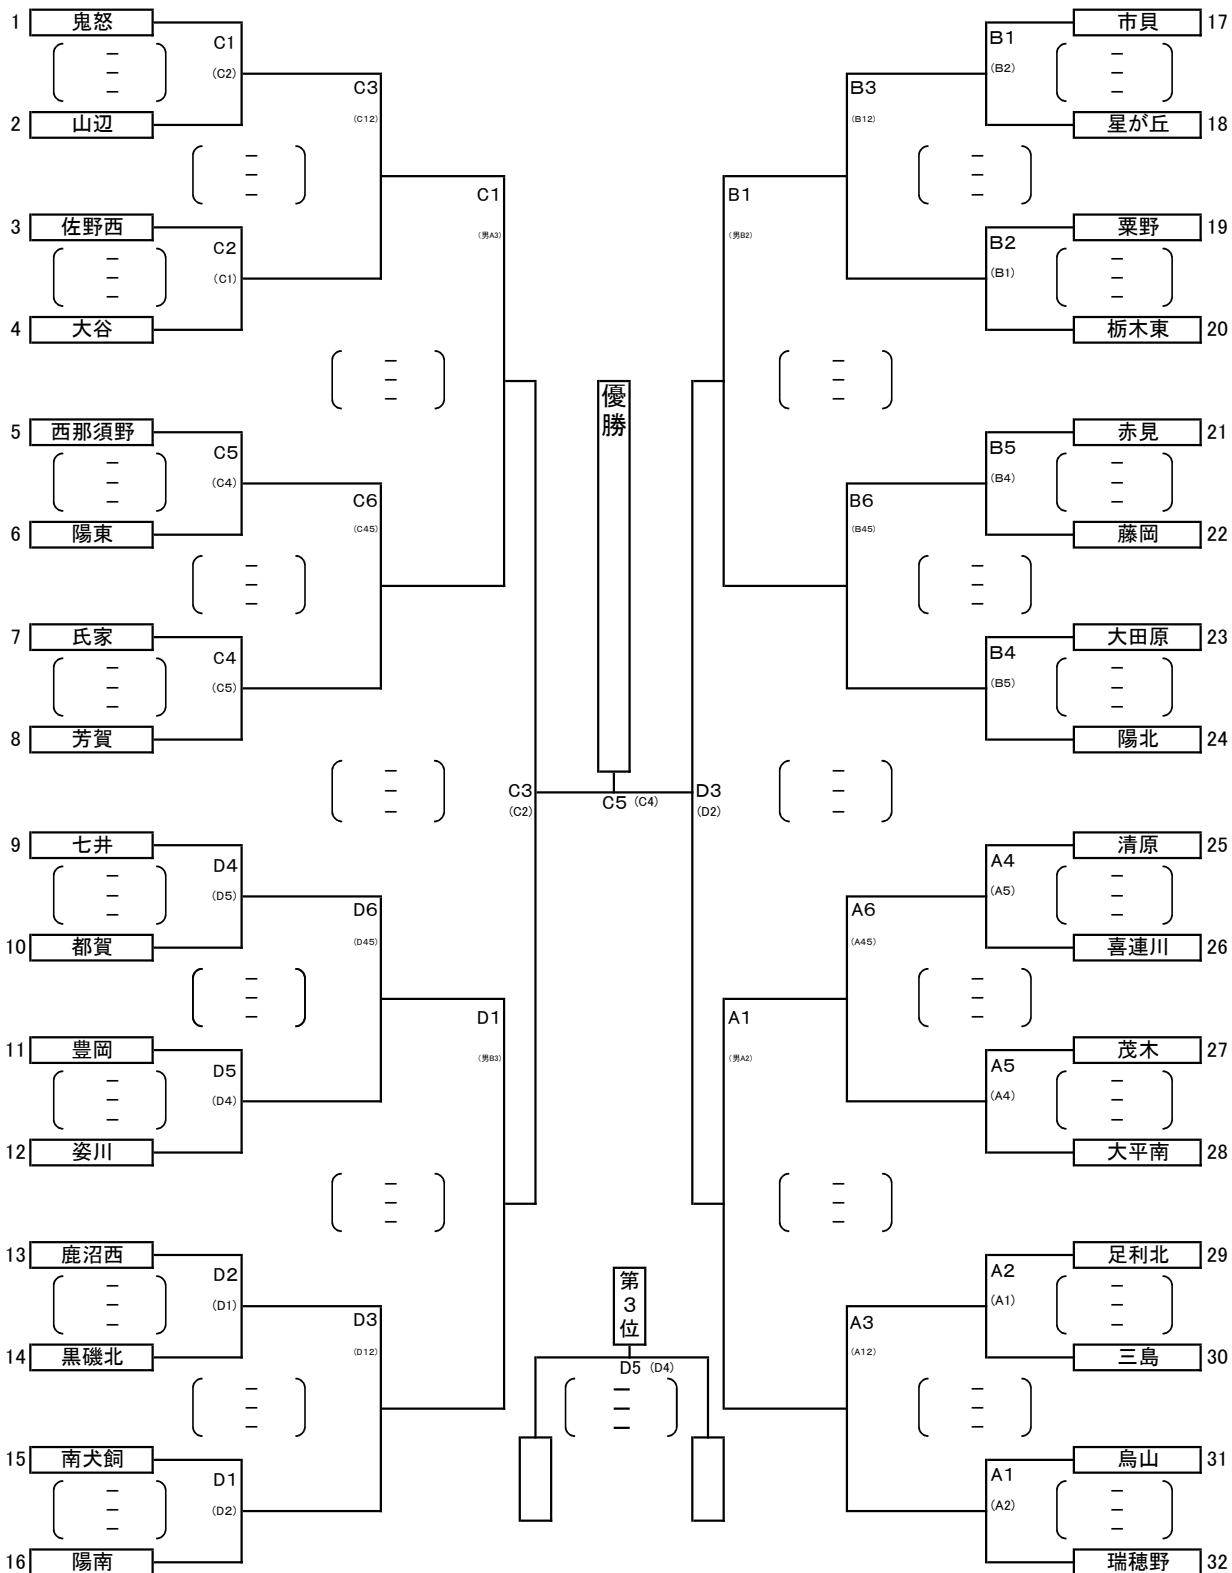 1 鬼怒
C1
(C2)
2 山辺
C3
(C12)
3 佐野西
C2
(C1)
4 大谷
C1
(男A3)
5 西那須野
C5
(C4)
6 陽東
C6
(C45)
7 氏家
C4
(C5)
8 芳賀
C3
(C2)
9 七井
D4
(D5)
10 都賀
D6
(D45)
11 豊岡
D5
(D4)
12 姿川
D1
(男B3)
13 鹿沼西
D2
(D1)
14 黒磯北
D3
(D12)
15 南犬飼
D1
(D2)
16 陽南
優勝
C5 (C4)
第3位
D5 (D4)
市貝 17
B1
(B2)
星が丘 18
B3
(B12)
粟野 19
B2
(B1)
栃木東 20
B1
(男B2)
赤見 21
B5
(B4)
藤岡 22
B6
(B45)
大田原 23
B4
(B5)
陽北 24
D3
(D2)
清原 25
A4
(A5)
喜連川 26
A6
(A45)
茂木 27
A5
(A4)
大平南 28
A1
(男A2)
足利北 29
A2
(A1)
三島 30
A3
(A12)
烏山 31
A1
(A2)
瑞穂野 32